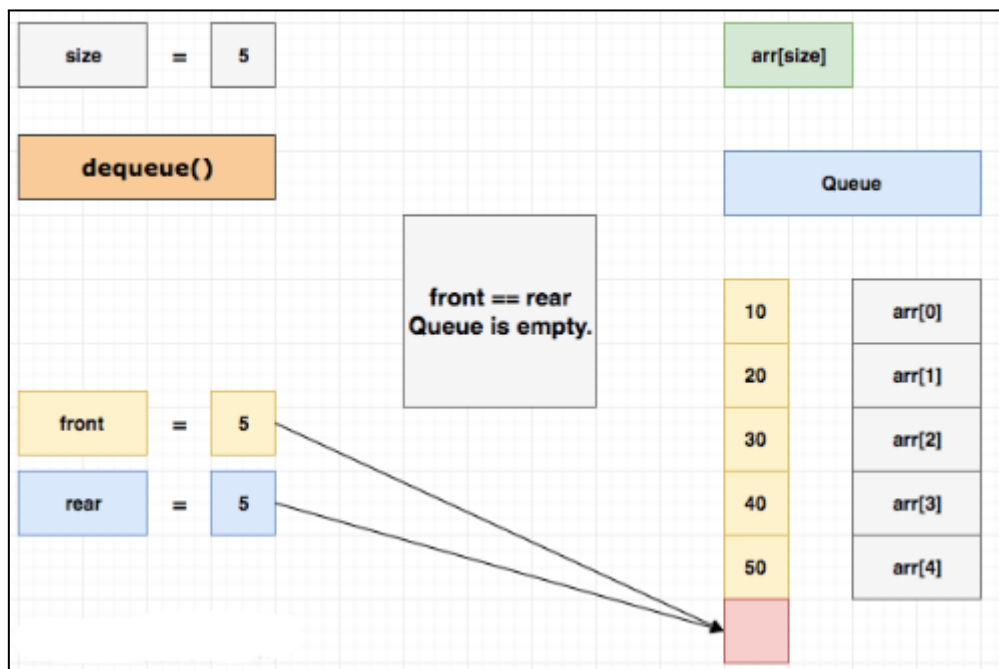 size = 5
arr[size]
dequeue()
Queue
front == rear
Queue is empty.
10 arr[0]
20 arr[1]
30 arr[2]
40 arr[3]
50 arr[4]
front = 5
rear = 5